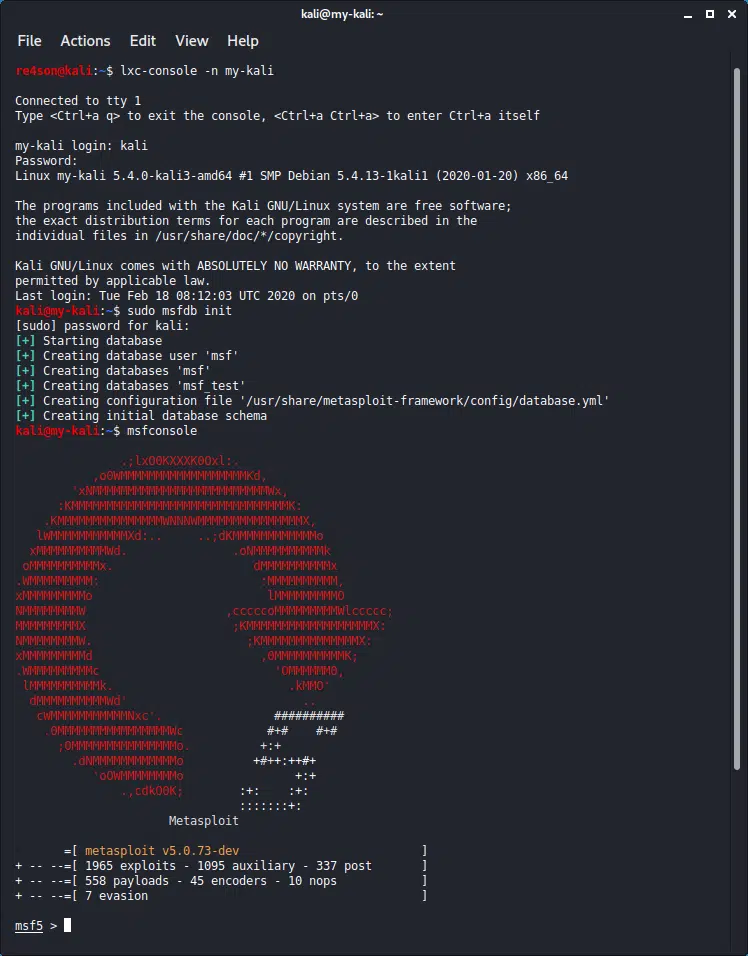 kali@my-kali: ~
File Actions Edit View Help
re4son@kali:~$ lxc-console -n my-kali
Connected to tty 1
Type <Ctrl+a q> to exit the console, <Ctrl+a Ctrl+a> to enter Ctrl+a itself
my-kali login: kali
Password:
Linux my-kali 5.4.0-kali3-amd64 #1 SMP Debian 5.4.13-1kali1 (2020-01-20) x86_64
The programs included with the Kali GNU/Linux system are free software;
the exact distribution terms for each program are described in the
individual files in /usr/share/doc/*/copyright.
Kali GNU/Linux comes with ABSOLUTELY NO WARRANTY, to the extent
permitted by applicable law.
Last login: Tue Feb 18 08:12:03 UTC 2020 on pts/0
kali@my-kali:~$ sudo msfdb init
[sudo] password for kali:
[+] Starting database
[+] Creating database user 'msf'
[+] Creating databases 'msf'
[+] Creating databases 'msf_test'
[+] Creating configuration file '/usr/share/metasploit-framework/config/database.yml'
[+] Creating initial database schema
kali@my-kali:~$ msfconsole
Metasploit
=[ metasploit v5.0.73-dev ]
+ -- --=[ 1965 exploits - 1095 auxiliary - 337 post ]
+ -- --=[ 558 payloads - 45 encoders - 10 nops ]
+ -- --=[ 7 evasion ]
msf5 >